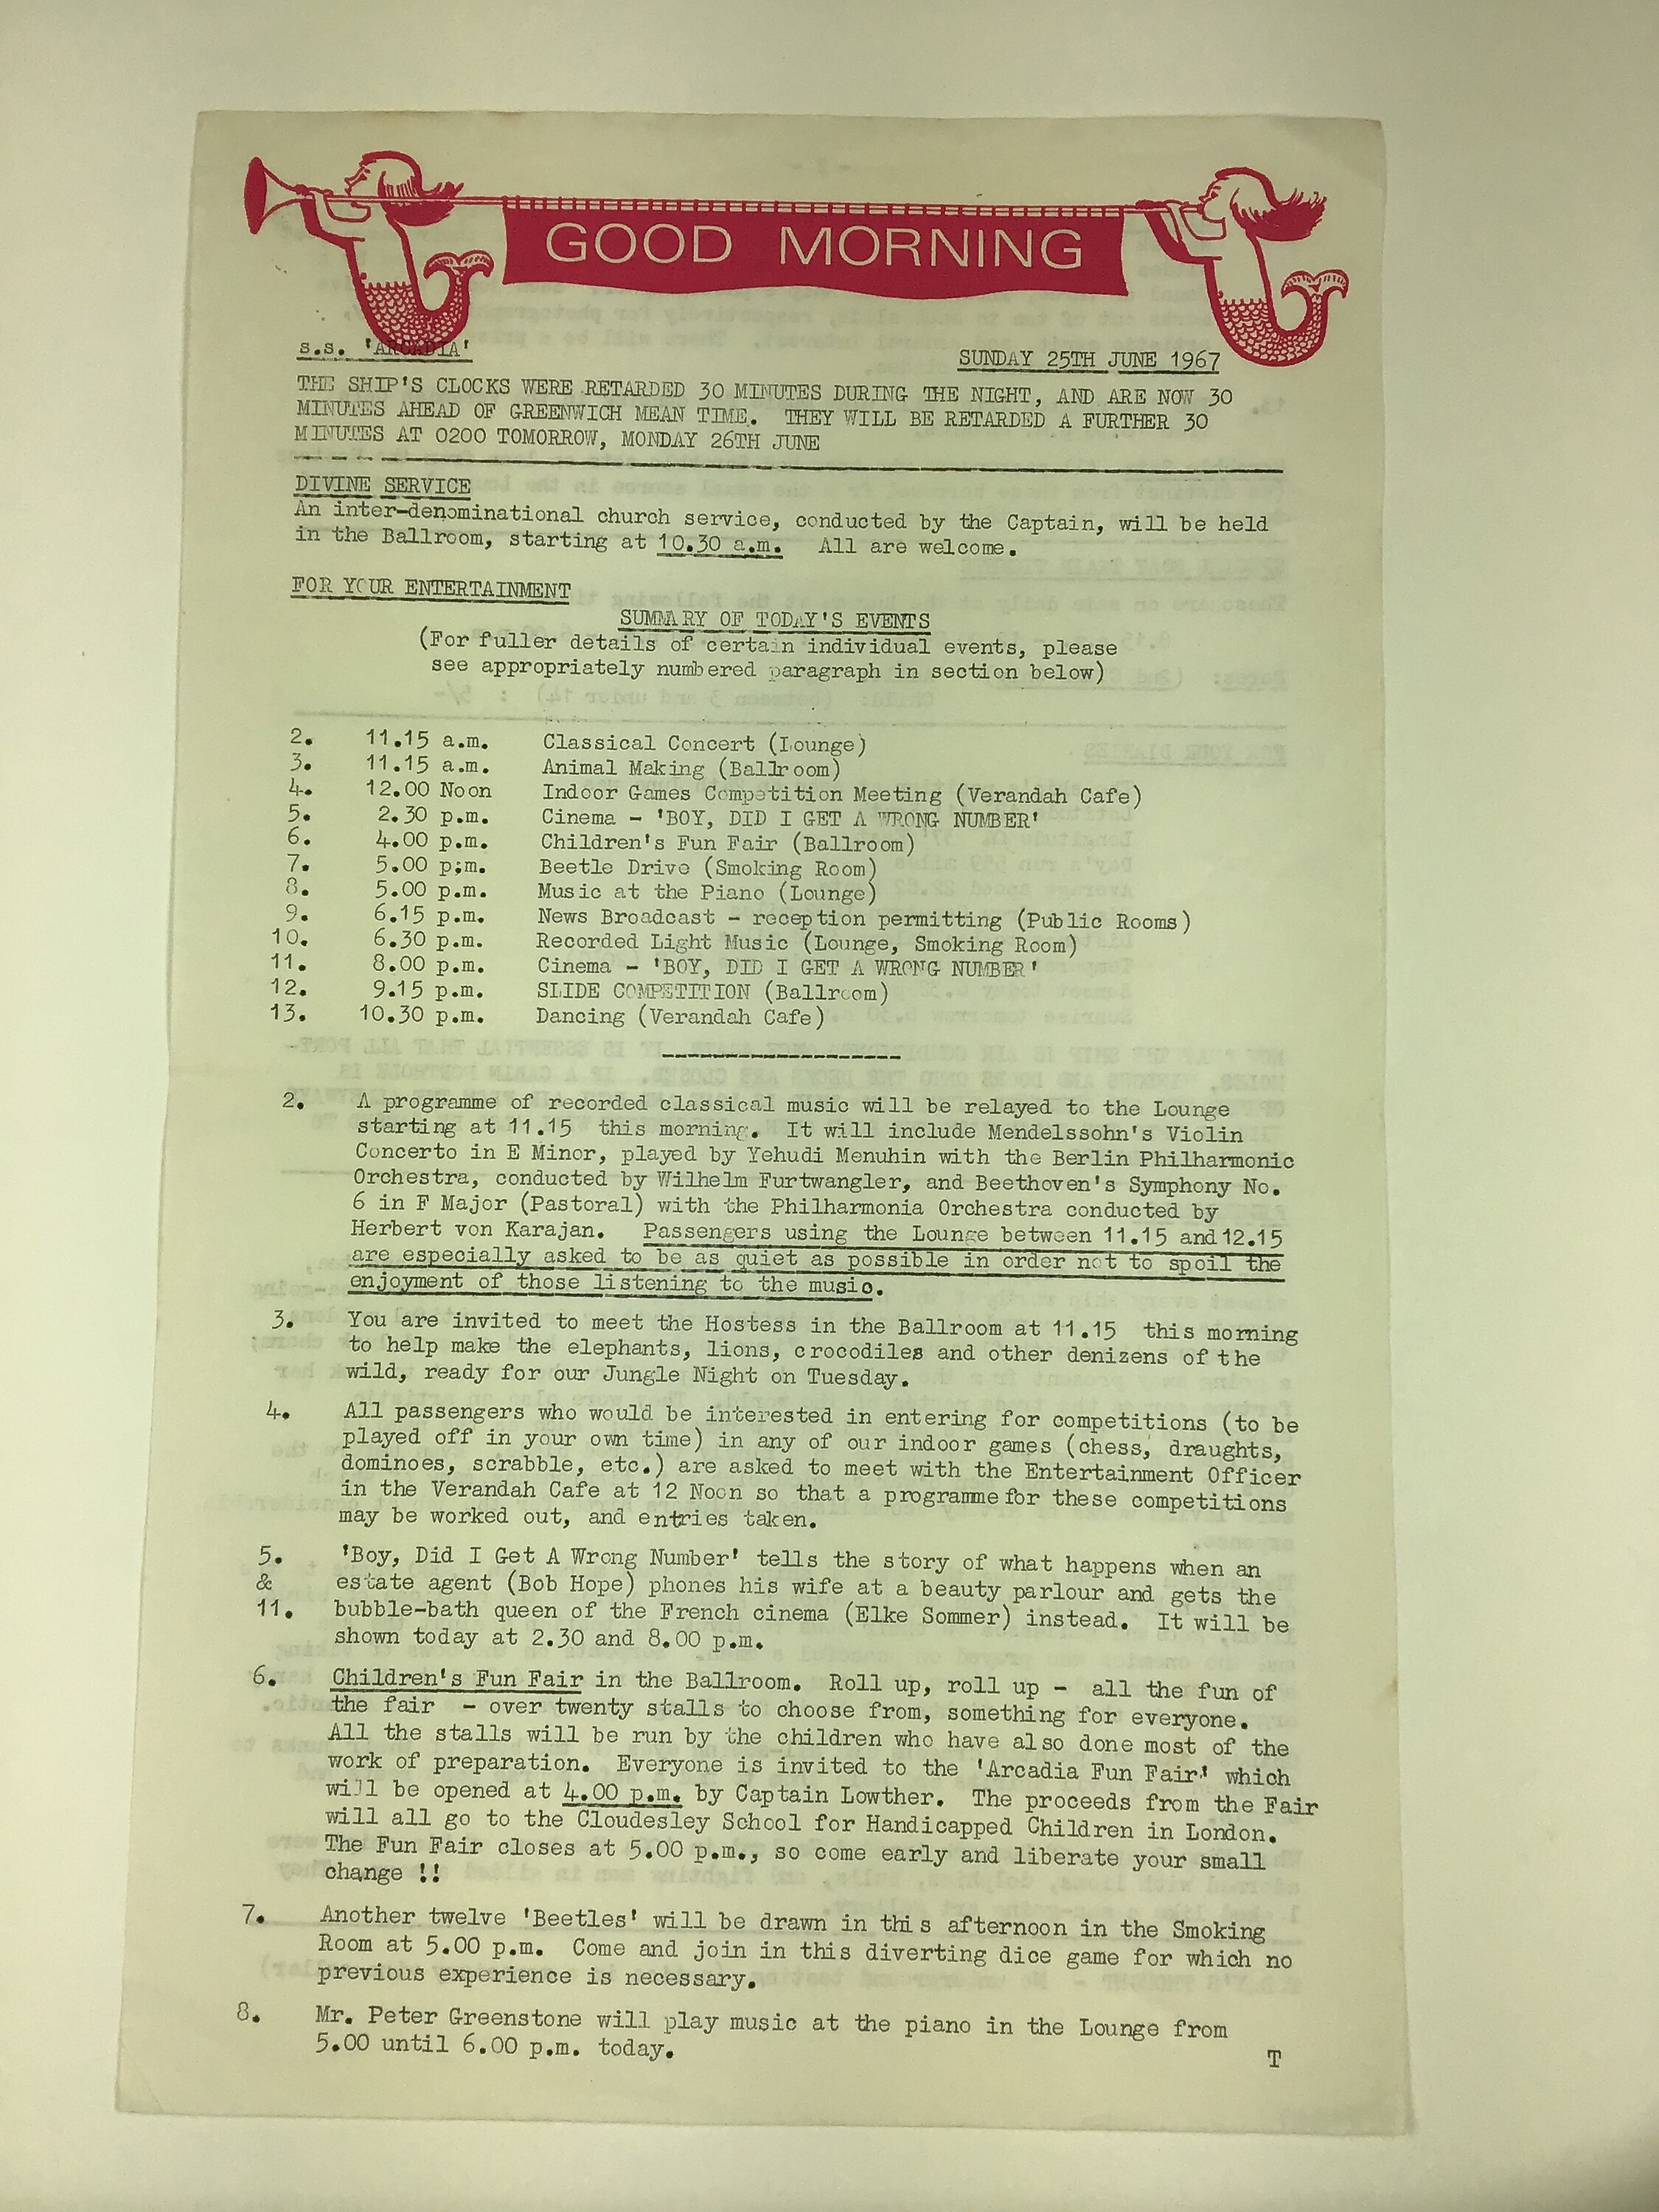 GOOD MORNING
s.s. 'ARCADIA'
SUNDAY 25TH JUNE 1967
THE SHIP'S CLOCKS WERE RETARDED 30 MINUTES DURING THE NIGHT, AND ARE NOW 30
MINUTES AHEAD OF GREENWICH MEAN TIME. THEY WILL BE RETARDED A FURTHER 30
MINUTES AT 0200 TOMORROW, MONDAY 26TH JUNE
DIVINE SERVICE
An inter-denominational church service, conducted by the Captain, will be held
in the Ballroom, starting at 10.30 a.m. All are welcome.
FOR YOUR ENTERTAINMENT
SUMMARY OF TODAY'S EVENTS
(For fuller details of certain individual events, please
see appropriately numbered paragraph in section below)
2. 11.15 a.m. Classical Concert (Lounge)
3. 11.15 a.m. Animal Making (Ballroom)
4. 12.00 Noon Indoor Games Competition Meeting (Verandah Cafe)
5. 2.30 p.m. Cinema - 'BOY, DID I GET A WRONG NUMBER'
6. 4.00 p.m. Children's Fun Fair (Ballroom)
7. 5.00 p;m. Beetle Drive (Smoking Room)
8. 5.00 p.m. Music at the Piano (Lounge)
9. 6.15 p.m. News Broadcast - reception permitting (Public Rooms)
10. 6.30 p.m. Recorded Light Music (Lounge, Smoking Room)
11. 8.00 p.m. Cinema - 'BOY, DID I GET A WRONG NUMBER'
12. 9.15 p.m. SLIDE COMPETITION (Ballroom)
13. 10.30 p.m. Dancing (Verandah Cafe)
2. A programme of recorded classical music will be relayed to the Lounge
starting at 11.15 this morning. It will include Mendelssohn's Violin
Concerto in E Minor, played by Yehudi Menuhin with the Berlin Philharmonic
Orchestra, conducted by Wilhelm Furtwangler, and Beethoven's Symphony No.
6 in F Major (Pastoral) with the Philharmonia Orchestra conducted by
Herbert von Karajan. Passengers using the Lounge between 11.15 and 12.15
are especially asked to be as quiet as possible in order not to spoil the
enjoyment of those listening to the music.
3. You are invited to meet the Hostess in the Ballroom at 11.15 this morning
to help make the elephants, lions, crocodiles and other denizens of the
wild, ready for our Jungle Night on Tuesday.
4. All passengers who would be interested in entering for competitions (to be
played off in your own time) in any of our indoor games (chess, draughts,
dominoes, scrabble, etc.) are asked to meet with the Entertainment Officer
in the Verandah Cafe at 12 Noon so that a programme for these competitions
may be worked out, and entries taken.
5. 'Boy, Did I Get A Wrong Number' tells the story of what happens when an
& estate agent (Bob Hope) phones his wife at a beauty parlour and gets the
11. bubble-bath queen of the French cinema (Elke Sommer) instead. It will be
shown today at 2.30 and 8.00 p.m.
6. Children's Fun Fair in the Ballroom. Roll up, roll up - all the fun of
the fair - over twenty stalls to choose from, something for everyone.
All the stalls will be run by the children who have also done most of the
work of preparation. Everyone is invited to the 'Arcadia Fun Fair' which
will be opened at 4.00 p.m. by Captain Lowther. The proceeds from the Fair
will all go to the Cloudesley School for Handicapped Children in London.
The Fun Fair closes at 5.00 p.m., so come early and liberate your small
change !!
7. Another twelve 'Beetles' will be drawn in this afternoon in the Smoking
Room at 5.00 p.m. Come and join in this diverting dice game for which no
previous experience is necessary.
8. Mr. Peter Greenstone will play music at the piano in the Lounge from
5.00 until 6.00 p.m. today.
T